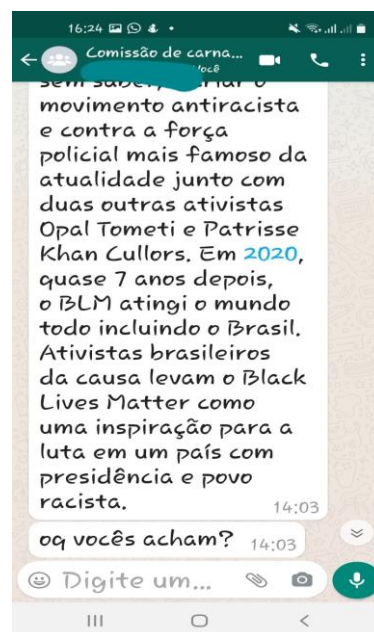 16:24
Comissão de carna...
Você
sem saber,
movimento antiracista
e contra a força
policial mais famoso da
atualidade junto com
duas outras ativistas
Opal Tometi e Patrisse
Khan Cullors. Em 2020,
quase 7 anos depois,
o BLM atingi o mundo
todo incluindo o Brasil.
Ativistas brasileiros
da causa levam o Black
Lives Matter como
uma inspiração para a
luta em um país com
presidência e povo
racista.
14:03
oq vocês acham? 14:03
Digite um...